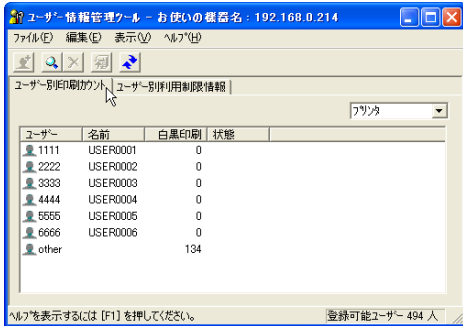 ユーザー情報管理ツール - お使いの機器名 : 192.168.0.214
ファイル(F) 編集(E) 表示(V) ヘルプ(H)
ユーザー別印刷カウント ユーザー別利用制限情報
プリンタ
ユーザー 名前 白黒印刷 状態
1111 USER0001 0
2222 USER0002 0
3333 USER0003 0
4444 USER0004 0
5555 USER0005 0
6666 USER0006 0
other 134
ヘルプを表示するには [F1] を押してください。 登録可能ユーザー 494 人